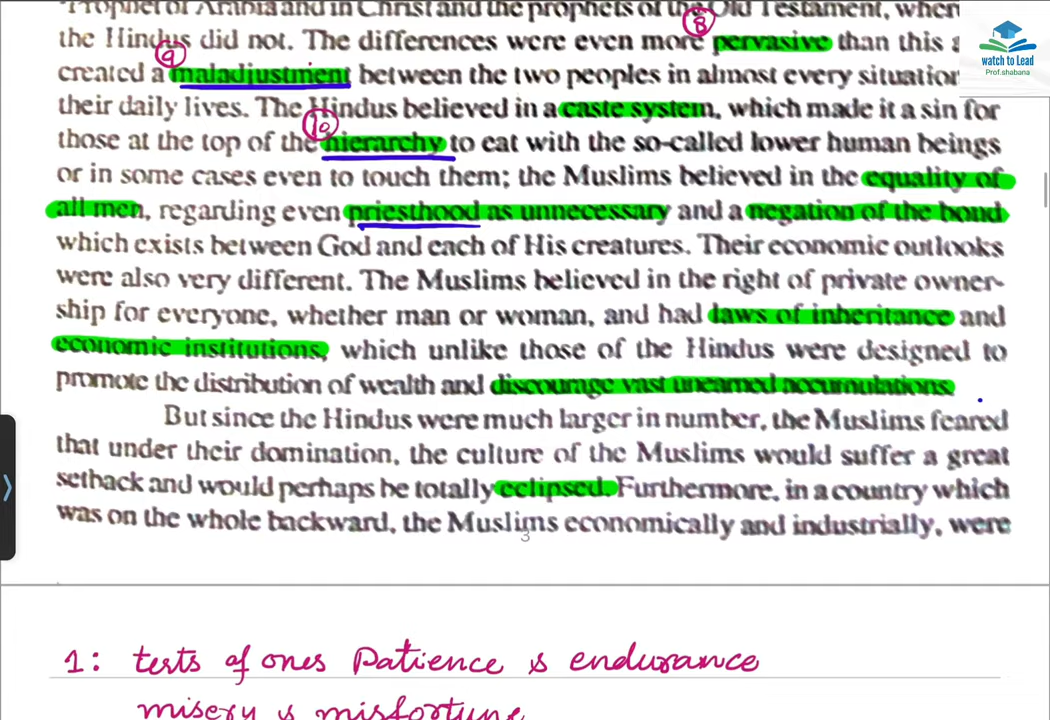 Prophet of Arabia and in Christ and the prophets of the Old Testament, wher
8
the Hindus did not. The differences were even more pervasive than this a
watch to Lead
Prof.shabana
9
created a maladjustment between the two peoples in almost every situation
their daily lives. The Hindus believed in a caste system, which made it a sin for
10
those at the top of the hierarchy to eat with the so-called lower human beings
or in some cases even to touch them; the Muslims believed in the equality of
all men, regarding even priesthood as unnecessary and a negation of the bond
which exists between God and each of His creatures. Their economic outlooks
were also very different. The Muslims believed in the right of private owner-
ship for everyone, whether man or woman, and had laws of inheritance and
economic institutions, which unlike those of the Hindus were designed to
promote the distribution of wealth and discourage vast unearned accumulations.
But since the Hindus were much larger in number, the Muslims feared
that under their domination, the culture of the Muslims would suffer a great
setback and would perhaps be totally eclipsed. Furthermore, in a country which
was on the whole backward, the Muslims economically and industrially, were
3
1: tests of ones Patience & endurance
misery & misfortune